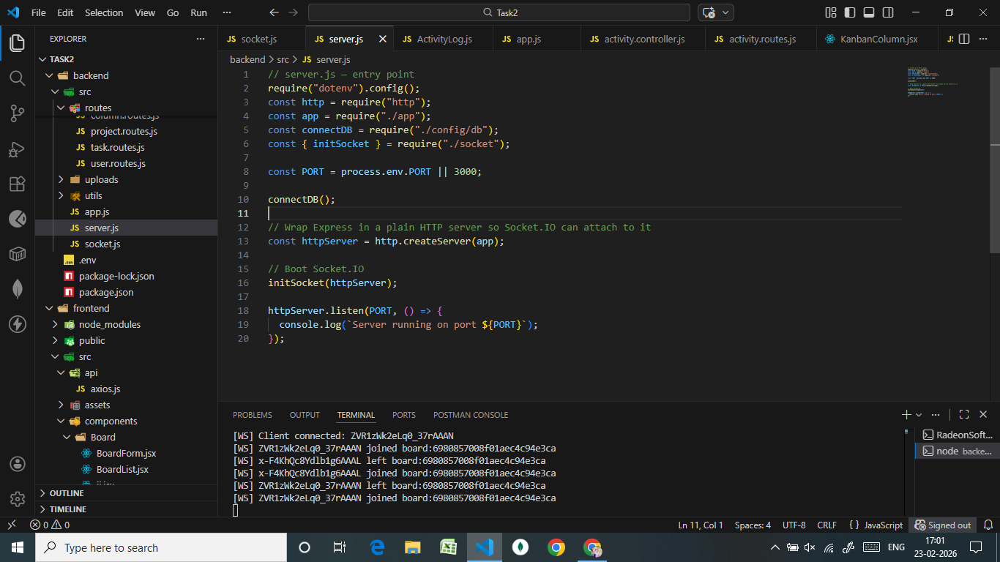 File Edit Selection View Go Run ··· Task2
EXPLORER ···
TASK2
backend
src
routes
column.routes.js
project.routes.js
task.routes.js
user.routes.js
uploads
utils
JS app.js
JS server.js
JS socket.js
.env
package-lock.json
package.json
frontend
node_modules
public
src
api
JS axios.js
assets
components
Board
BoardForm.jsx
BoardList.jsx
OUTLINE
TIMELINE
JS socket.js JS server.js JS ActivityLog.js JS app.js JS activity.controller.js JS activity.routes.js KanbanColumn.jsx
backend > src > JS server.js
1 // server.js — entry point
2 require("dotenv").config();
3 const http = require("http");
4 const app = require("./app");
5 const connectDB = require("./config/db");
6 const { initSocket } = require("./socket");
7
8 const PORT = process.env.PORT || 3000;
9
10 connectDB();
11
12 // Wrap Express in a plain HTTP server so Socket.IO can attach to it
13 const httpServer = http.createServer(app);
14
15 // Boot Socket.IO
16 initSocket(httpServer);
17
18 httpServer.listen(PORT, () => {
19 console.log(`Server running on port ${PORT}`);
20 });
PROBLEMS OUTPUT TERMINAL PORTS POSTMAN CONSOLE
[WS] Client connected: ZVR1zWk2eLq0_37rAAAN
[WS] ZVR1zWk2eLq0_37rAAAN joined board:6980857008f01aec4c94e3ca
[WS] x-F4KhQc8Ydlb1g6AAAL left board:6980857008f01aec4c94e3ca
[WS] x-F4KhQc8Ydlb1g6AAAL joined board:6980857008f01aec4c94e3ca
[WS] ZVR1zWk2eLq0_37rAAAN left board:6980857008f01aec4c94e3ca
[WS] ZVR1zWk2eLq0_37rAAAN joined board:6980857008f01aec4c94e3ca
RadeonSoft...
node backe...
0 0 Ln 11, Col 1 Spaces: 4 UTF-8 CRLF { } JavaScript Signed out
Type here to search
ENG
17:01
23-02-2026